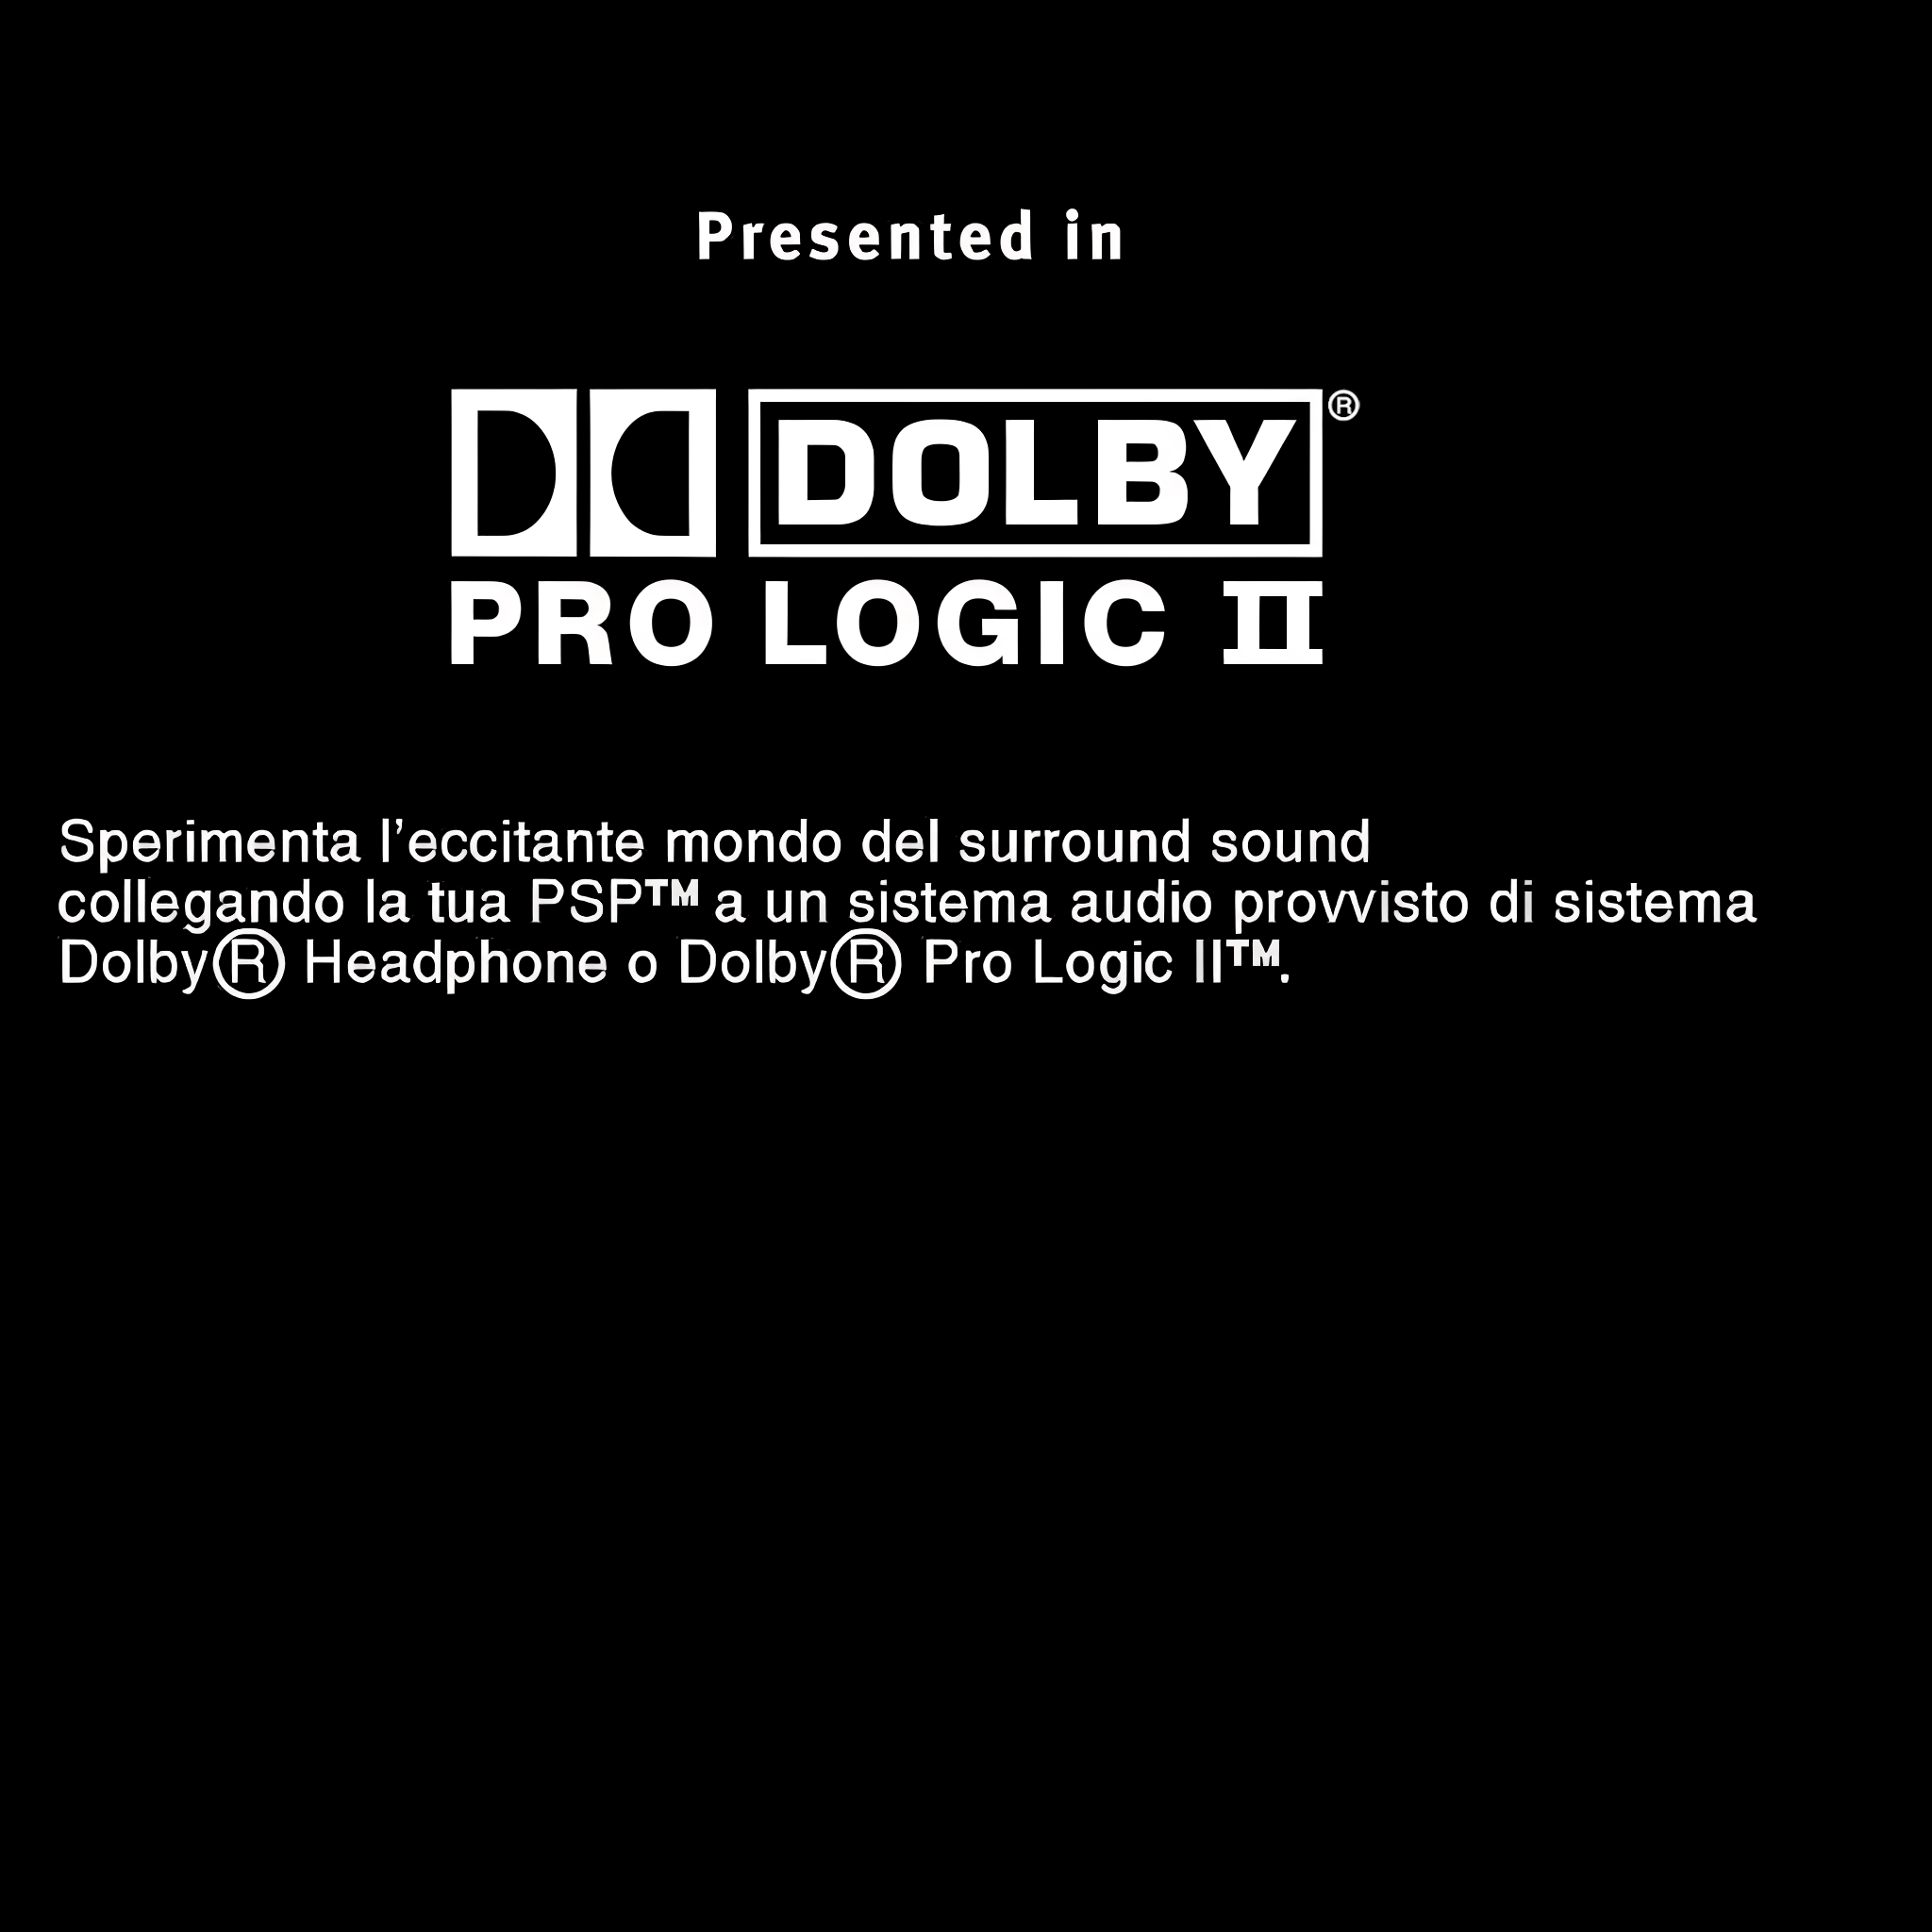 Presented in
DOLBY®
PRO LOGIC II
Sperimenta l'eccitante mondo del surround sound
collegando la tua PSP™ a un sistema audio provvisto di sistema
Dolby® Headphone o Dolby® Pro Logic II™.